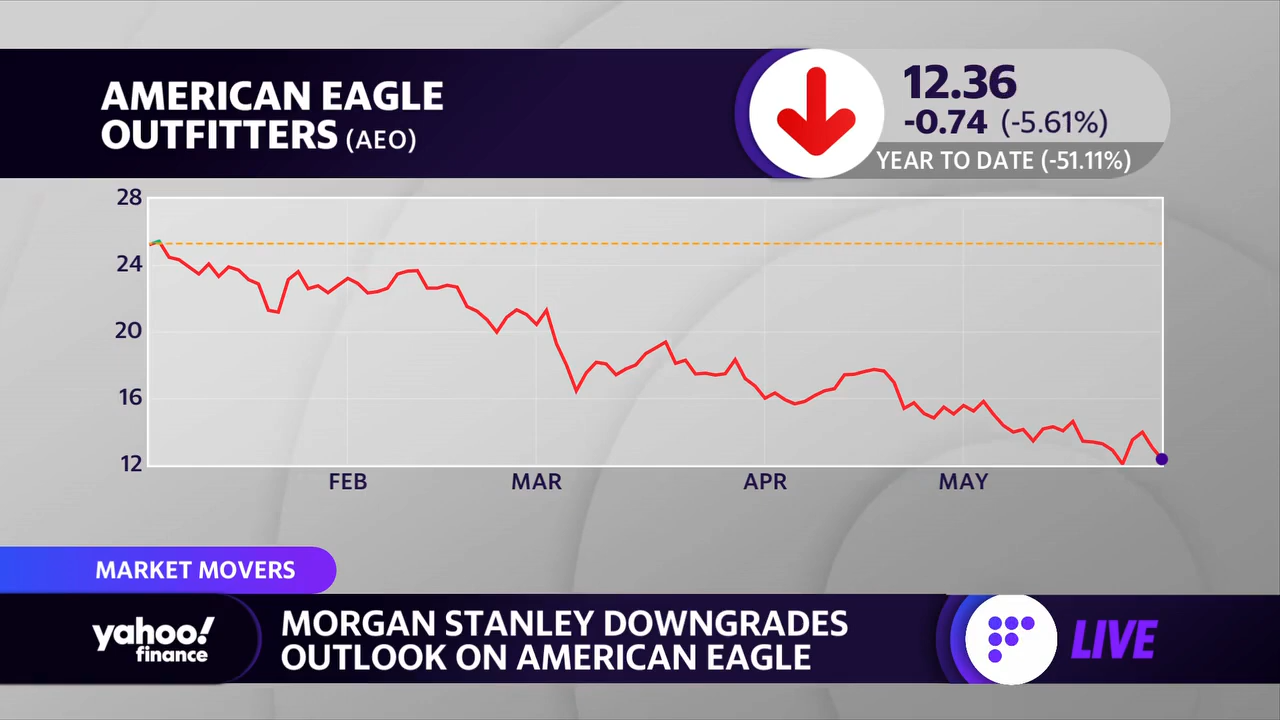 AMERICAN EAGLE
OUTFITTERS (AEO)
12.36
-0.74 (-5.61%)
YEAR TO DATE (-51.11%)
28
24
20
16
12
FEB MAR APR MAY
MARKET MOVERS
yahoo!
finance
MORGAN STANLEY DOWNGRADES
OUTLOOK ON AMERICAN EAGLE
LIVE